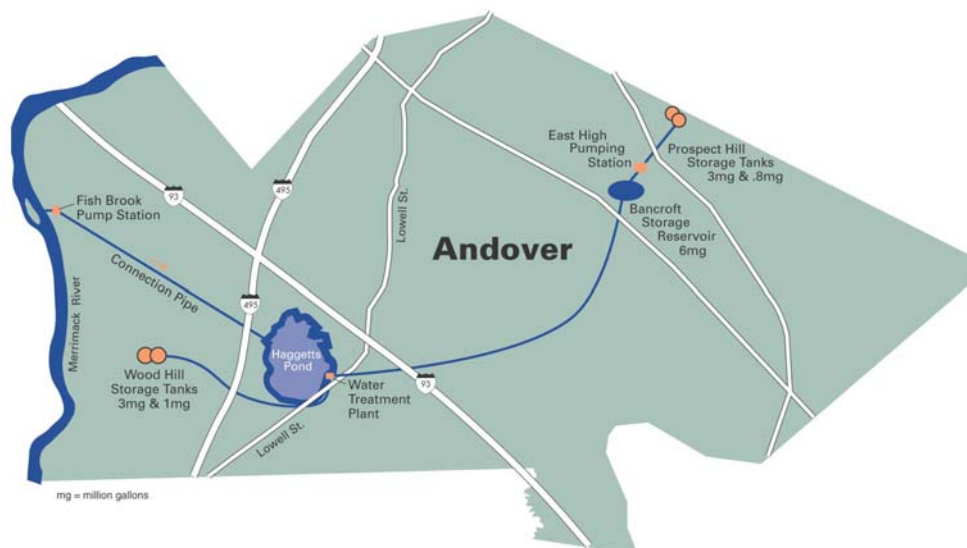 93
495
Lowell St.
East High
Pumping
Station
Prospect Hill
Storage Tanks
3mg & .8mg
Fish Brook
Pump Station
Bancroft
Storage
Reservoir
6mg
Andover
Connection Pipe
Merrimack River
495
Haggetts
Pond
Wood Hill
Storage Tanks
3mg & 1mg
Water
Treatment
Plant
93
Lowell St.
mg = million gallons